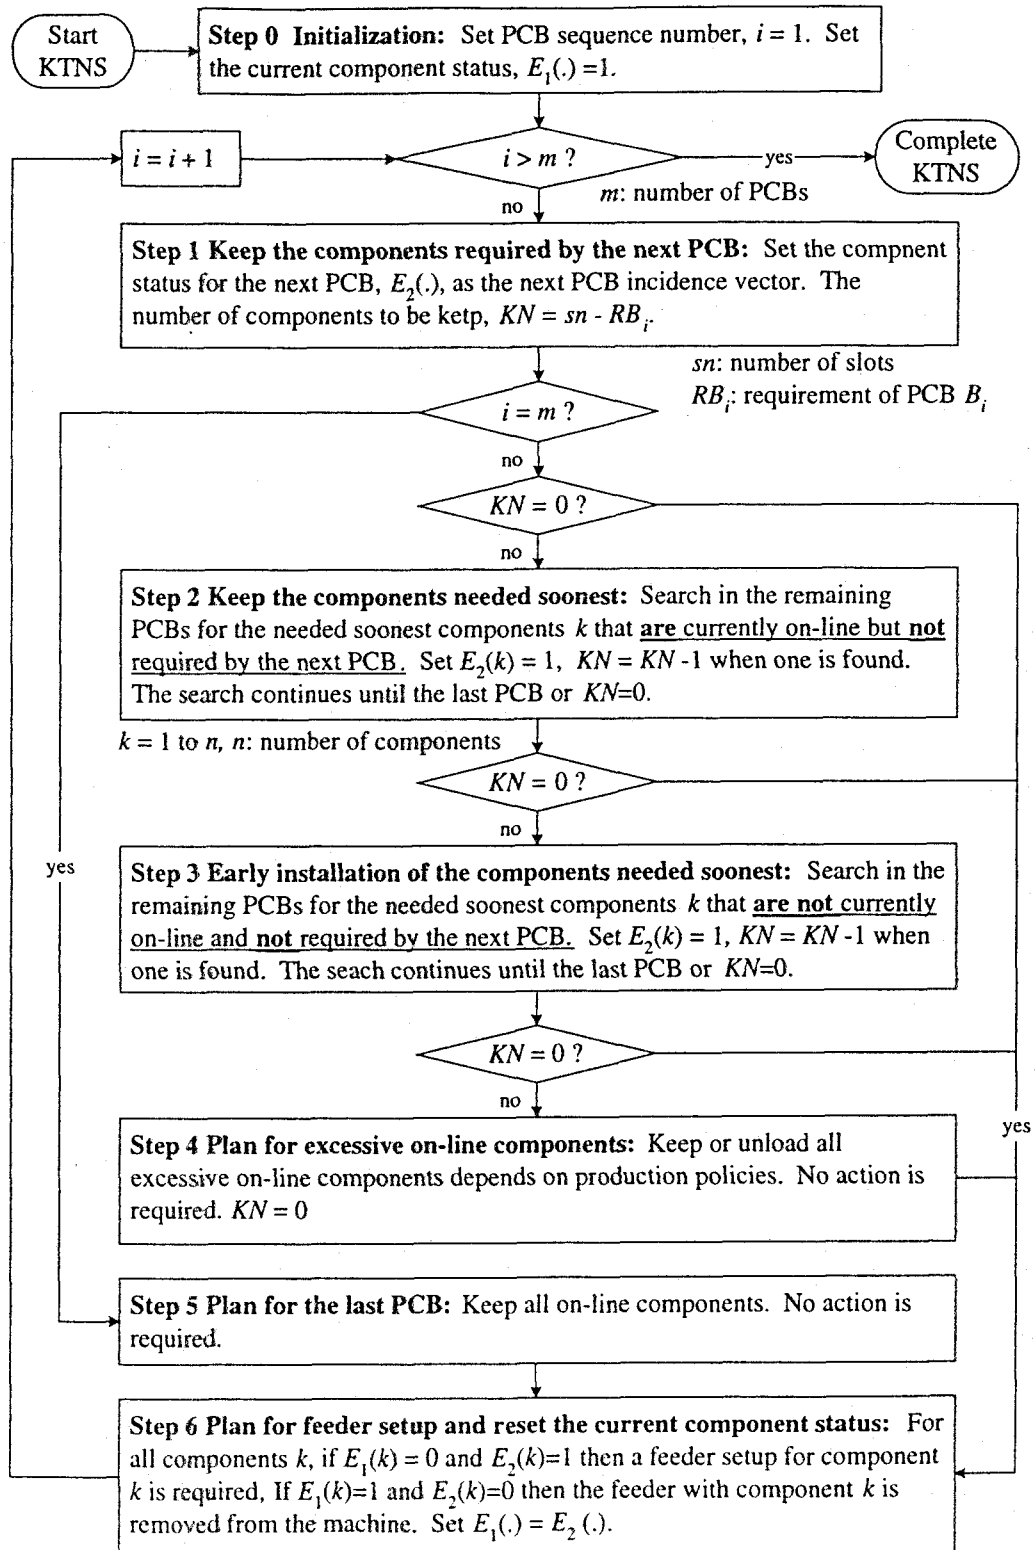 Start
KTNS
Step 0 Initialization: Set PCB sequence number, i = 1. Set
the current component status, E₁(.) =1.
i = i + 1
i > m ?
yes
Complete
KTNS
m: number of PCBs
no
Step 1 Keep the components required by the next PCB: Set the compnent
status for the next PCB, E₂(.), as the next PCB incidence vector. The
number of components to be ketp, KN = sn - RBᵢ.
sn: number of slots
RBᵢ: requirement of PCB Bᵢ
i = m ?
no
KN = 0 ?
no
Step 2 Keep the components needed soonest: Search in the remaining
PCBs for the needed soonest components k that are currently on-line but not
required by the next PCB. Set E₂(k) = 1, KN = KN -1 when one is found.
The search continues until the last PCB or KN=0.
k = 1 to n, n: number of components
KN = 0 ?
no
yes
Step 3 Early installation of the components needed soonest: Search in the
remaining PCBs for the needed soonest components k that are not currently
on-line and not required by the next PCB. Set E₂(k) = 1, KN = KN -1 when
one is found. The seach continues until the last PCB or KN=0.
KN = 0 ?
no
yes
Step 4 Plan for excessive on-line components: Keep or unload all
excessive on-line components depends on production policies. No action is
required. KN = 0
Step 5 Plan for the last PCB: Keep all on-line components. No action is
required.
Step 6 Plan for feeder setup and reset the current component status: For
all components k, if E₁(k) = 0 and E₂(k)=1 then a feeder setup for component
k is required, If E₁(k)=1 and E₂(k)=0 then the feeder with component k is
removed from the machine. Set E₁(.) = E₂ (.).